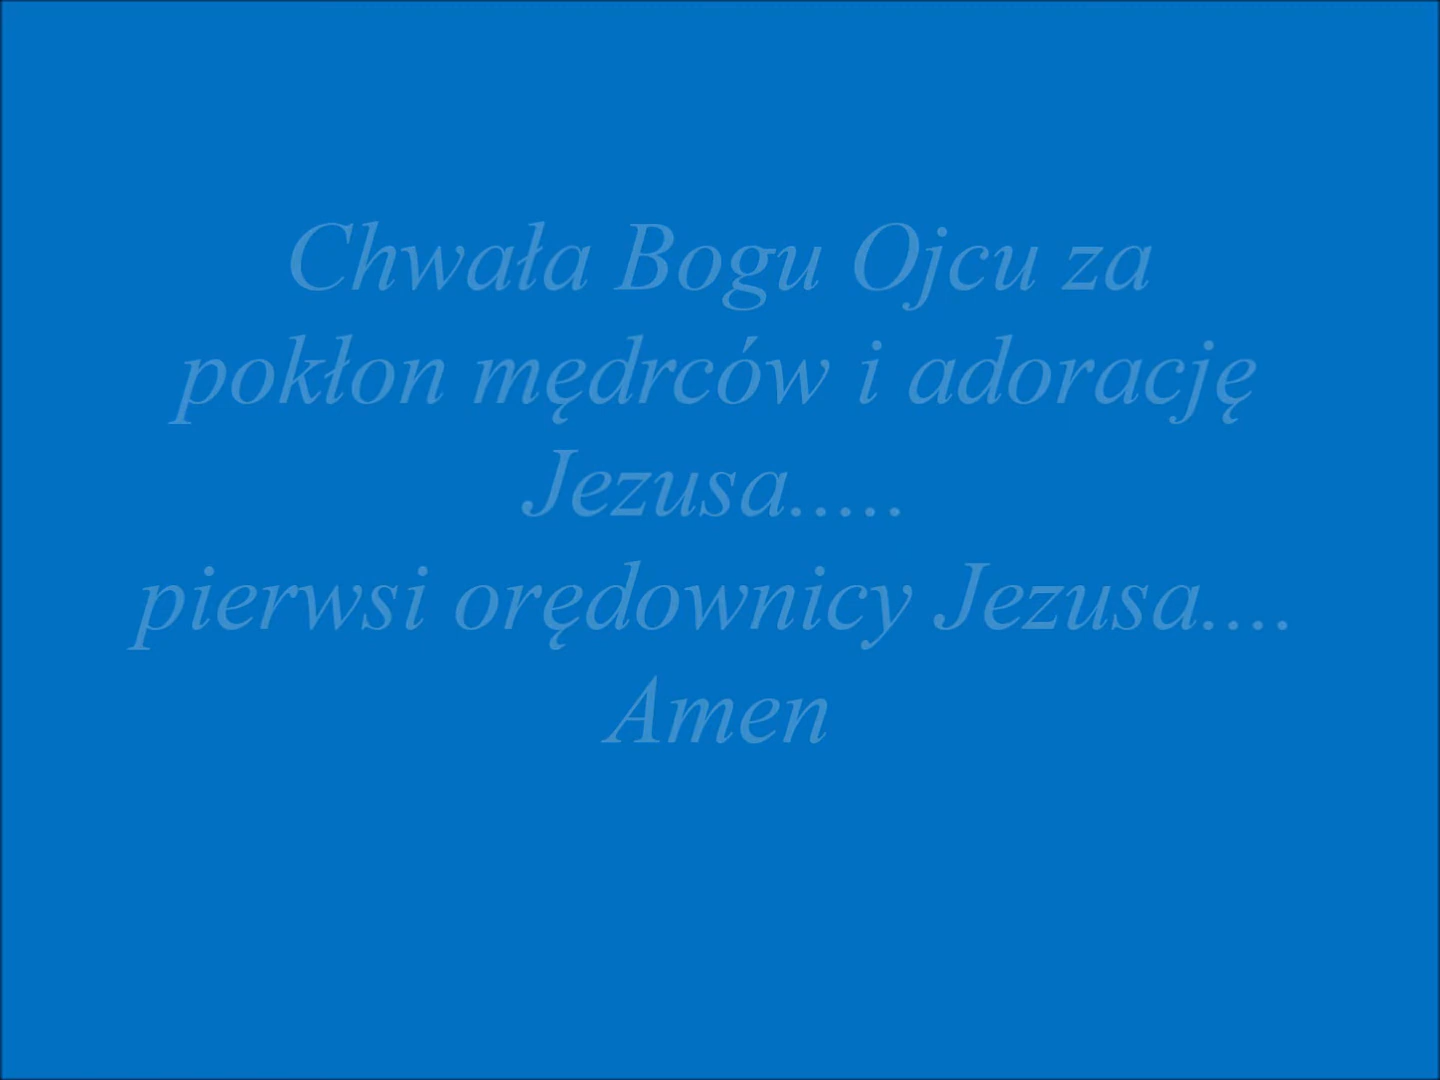 Chwała Bogu Ojcu za
pokłon mędrców i adorację
Jezusa.....
pierwsi orędownicy Jezusa....
Amen